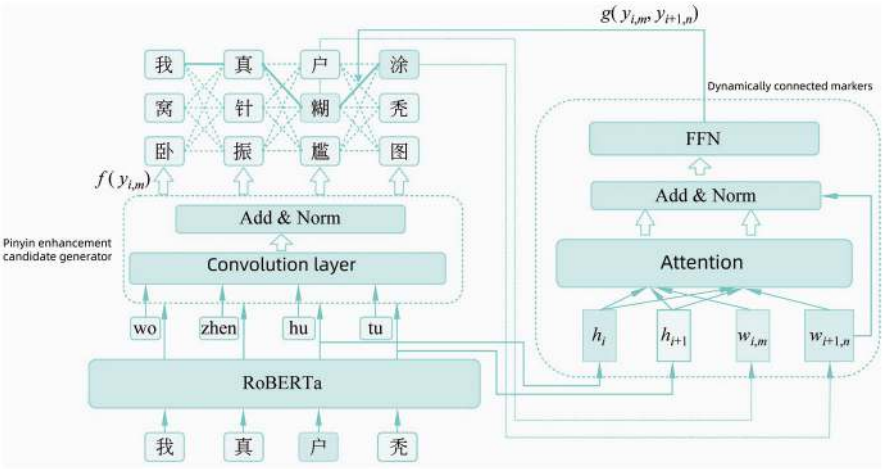 g(y_{i,m}, y_{i+1,n})
我 真 户 涂
Dynamically connected markers
窝 针 糊 秃
FFN
卧 振 尴 图
f(y_{i,m})
Add & Norm
Add & Norm
Pinyin enhancement
candidate generator
Convolution layer
Attention
wo zhen hu tu
h_i h_{i+1} w_{i,m} w_{i+1,n}
RoBERTa
我 真 户 秃